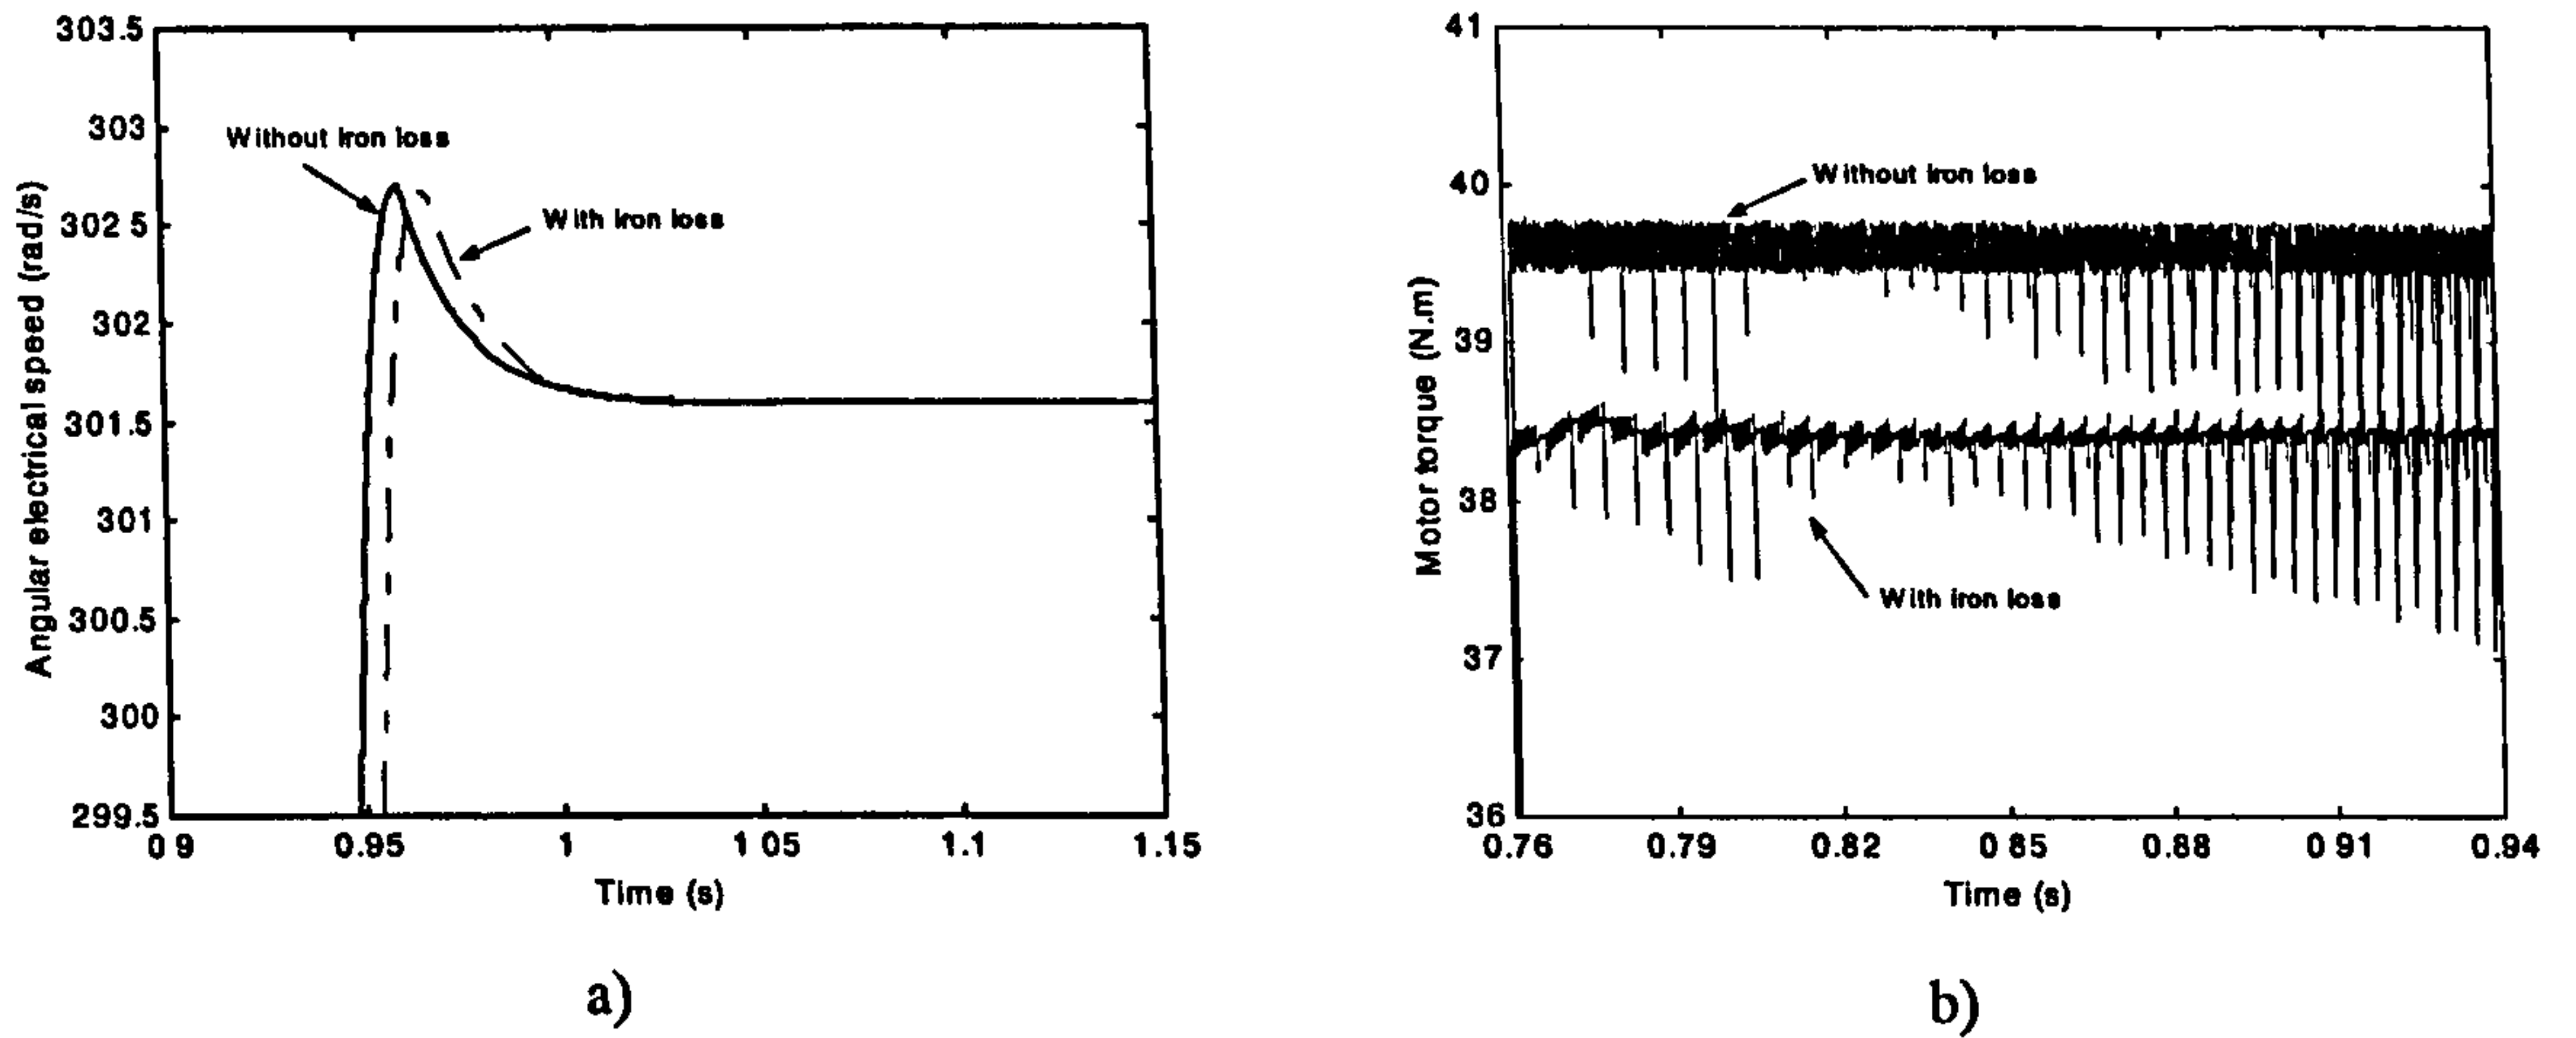 303.5
303
302 5
302
301.5
301
300.5
300
299.5
Angular electrical speed (rad/s)
Without iron loss
With iron loss
0 9
0.95
1
1 05
1.1
1.15
Time (s)
a)
41
40
39
38
37
36
Motor torque (N.m)
Without iron loss
With iron loss
0.76
0.79
0.82
0 85
0.88
0 91
0.94
Time (s)
b)